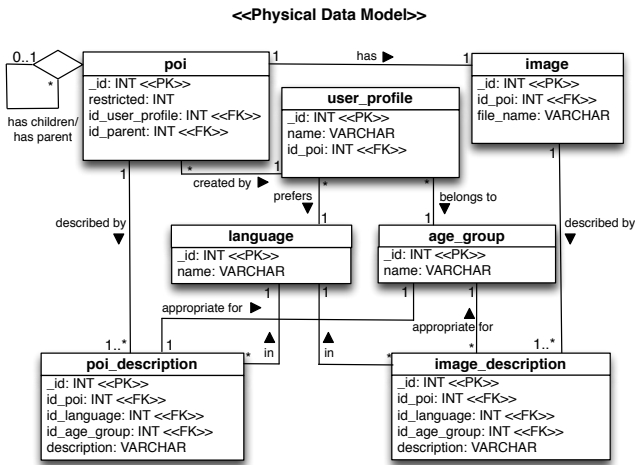 <<Physical Data Model>>
0..1
*
has children/
has parent
poi
_id: INT <<PK>>
restricted: INT
id_user_profile: INT <<FK>>
id_parent: INT <<FK>>
1
has ▶
1
image
_id: INT <<PK>>
id_poi: INT <<FK>>
file_name: VARCHAR
user_profile
_id: INT <<PK>>
name: VARCHAR
id_poi: INT <<FK>>
1
*
created by ▶
1
*
*
1
described by
▼
prefers
▼
belongs to
▼
described by
▼
1
1
language
_id: INT <<PK>>
name: VARCHAR
age_group
_id: INT <<PK>>
name: VARCHAR
1
1
1
1
appropriate for ▶
▲
appropriate for
1..*
1
*
▲
in
▲
in
*
*
1..*
poi_description
_id: INT <<PK>>
id_poi: INT <<FK>>
id_language: INT <<FK>>
id_age_group: INT <<FK>>
description: VARCHAR
image_description
_id: INT <<PK>>
id_poi: INT <<FK>>
id_language: INT <<FK>>
id_age_group: INT <<FK>>
description: VARCHAR